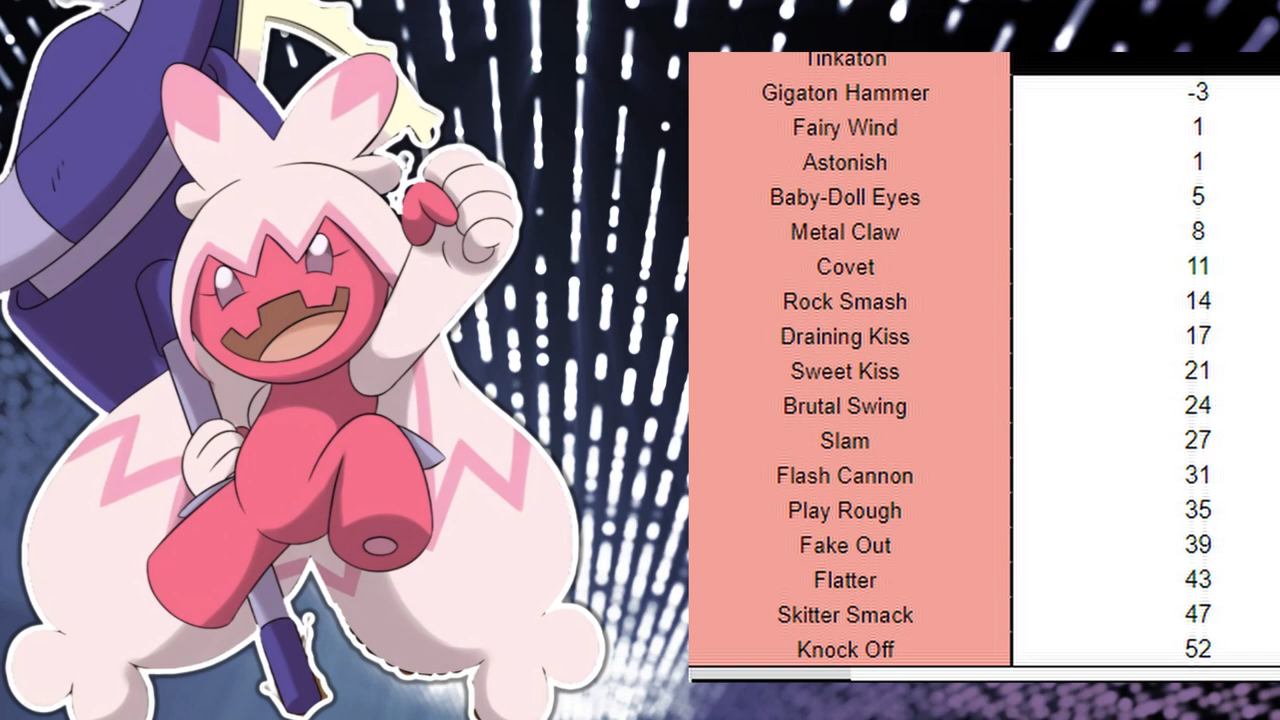 Tinkaton
Gigaton Hammer -3
Fairy Wind 1
Astonish 1
Baby-Doll Eyes 5
Metal Claw 8
Covet 11
Rock Smash 14
Draining Kiss 17
Sweet Kiss 21
Brutal Swing 24
Slam 27
Flash Cannon 31
Play Rough 35
Fake Out 39
Flatter 43
Skitter Smack 47
Knock Off 52